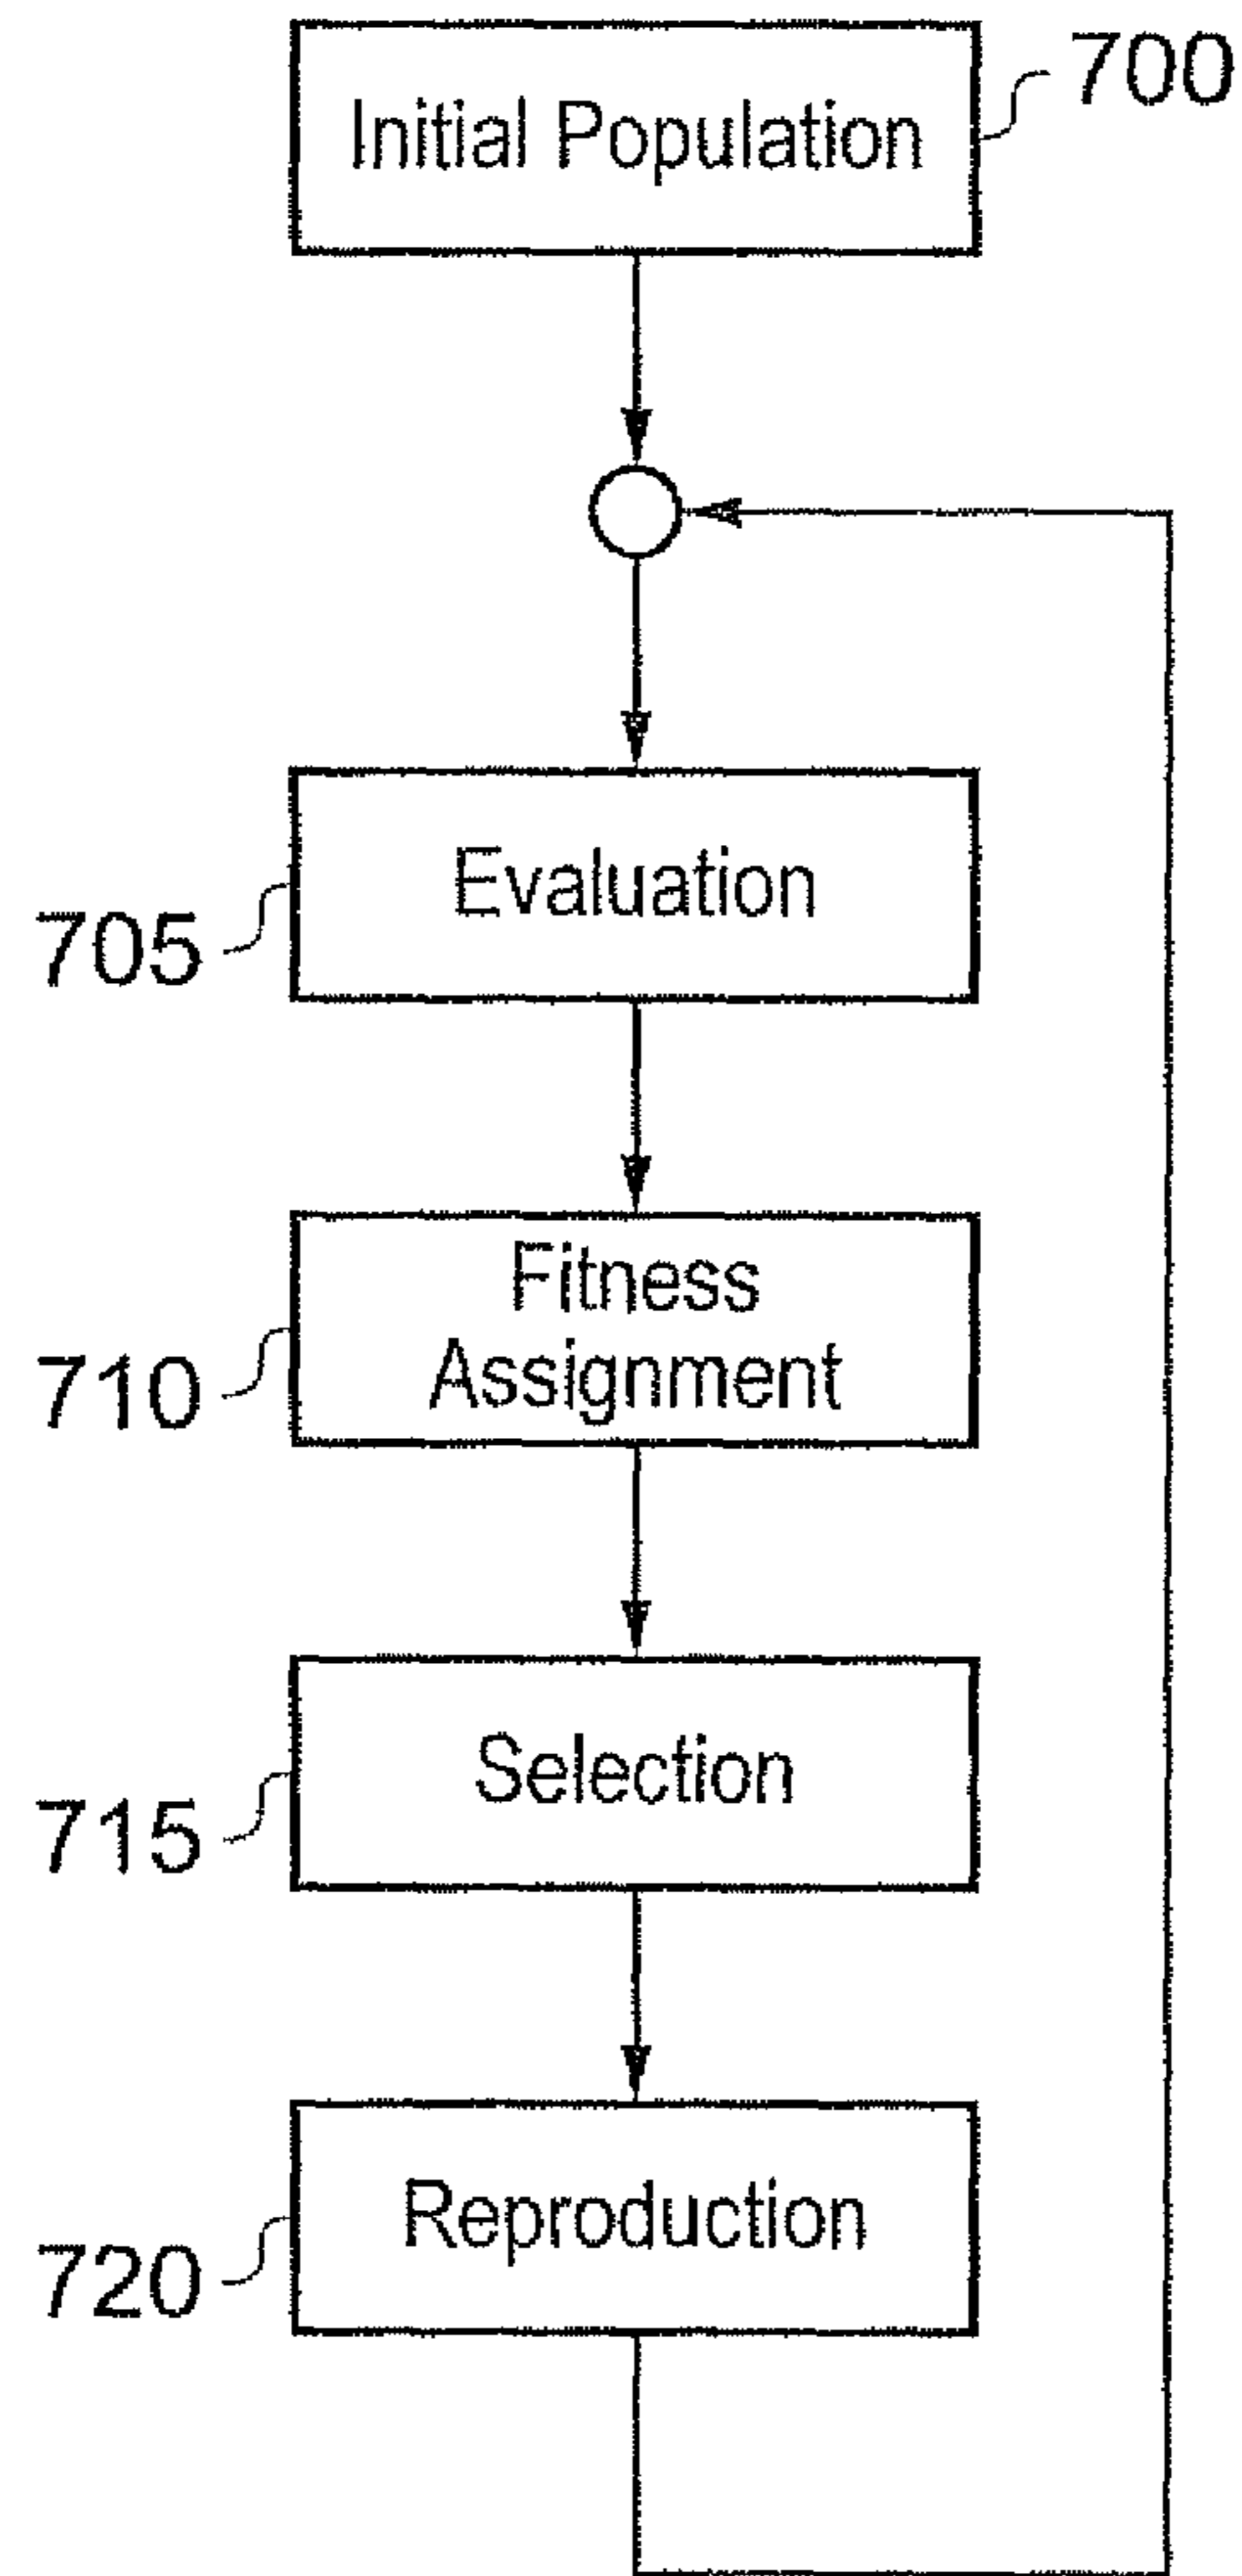 Initial Population
700
Evaluation
705
Fitness
Assignment
710
Selection
715
Reproduction
720